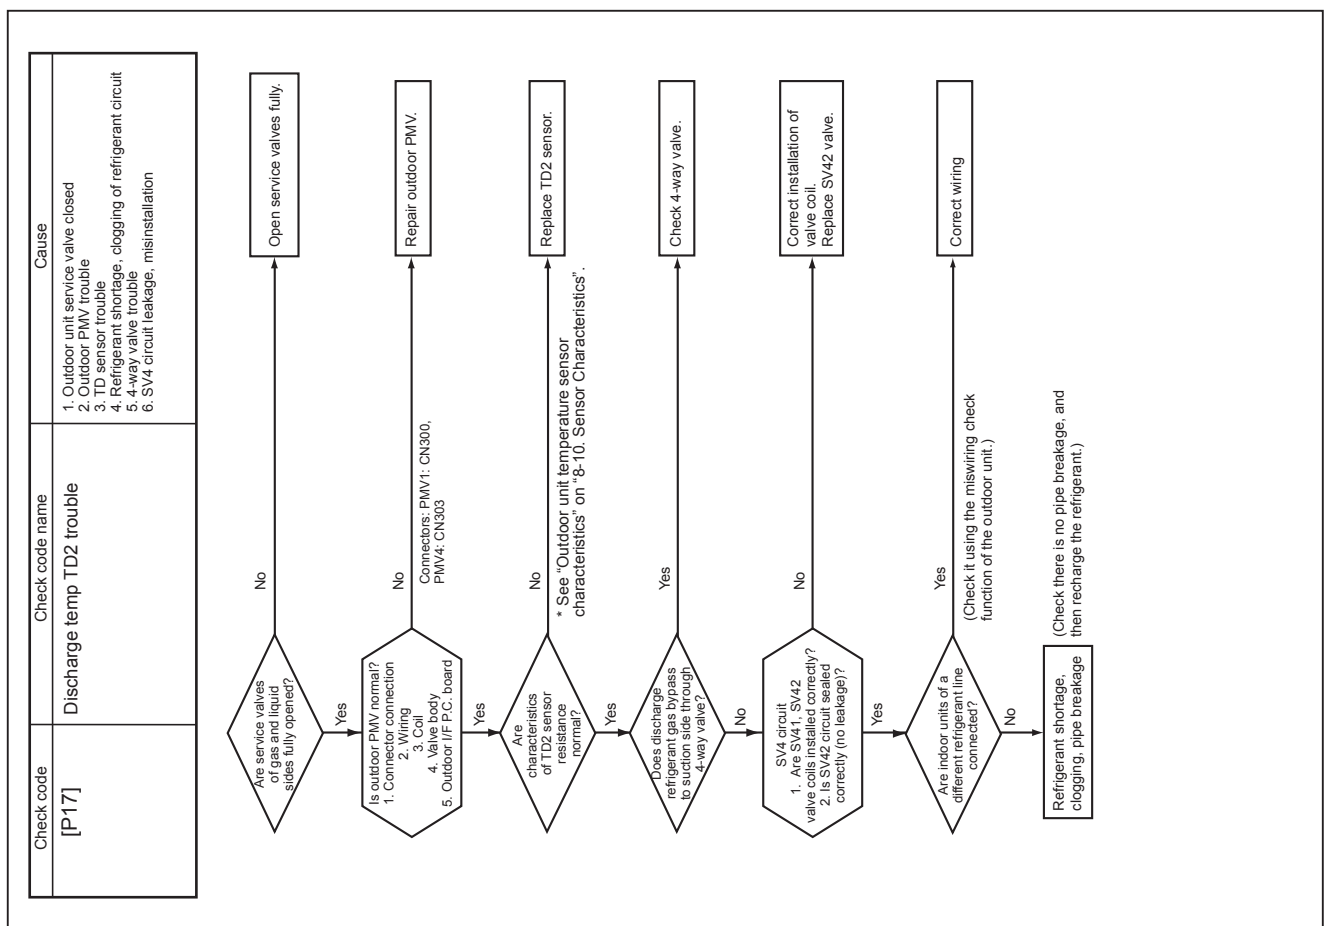 Check code
Check code name
Cause
[P17]
Discharge temp TD2 trouble
1. Outdoor unit service valve closed
2. Outdoor PMV trouble
3. TD sensor trouble
4. Refrigerant shortage, clogging of refrigerant circuit
5. 4-way valve trouble
6. SV4 circuit leakage, misinstallation
Are service valves
of gas and liquid
sides fully opened?
No
Open service valves fully.
Yes
Is outdoor PMV normal?
1. Connector connection
2. Wiring
3. Coil
4. Valve body
5. Outdoor I/F P.C. board
No
Connectors: PMV1: CN300,
PMV4: CN303
Repair outdoor PMV.
Yes
Are
characteristics
of TD2 sensor
resistance
normal?
No
Replace TD2 sensor.
* See “Outdoor unit temperature sensor
characteristics” on “8-10. Sensor Characteristics”.
Yes
Does discharge
refrigerant gas bypass
to suction side through
4-way valve?
Yes
Check 4-way valve.
No
SV4 circuit
1. Are SV41, SV42
valve coils installed correctly?
2. Is SV42 circuit sealed
correctly (no leakage)?
No
Correct installation of
valve coil.
Replace SV42 valve.
Yes
Are indoor units of a
different refrigerant line
connected?
Yes
Correct wiring
(Check it using the miswiring check
function of the outdoor unit.)
No
Refrigerant shortage,
clogging, pipe breakage
(Check there is no pipe breakage, and
then recharge the refrigerant.)